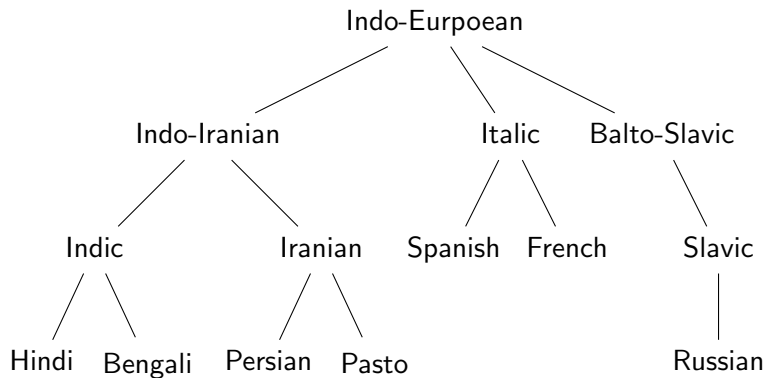 Indo-Eurpoean
Indo-Iranian Italic Balto-Slavic
Indic Iranian Spanish French Slavic
Hindi Bengali Persian Pasto Russian